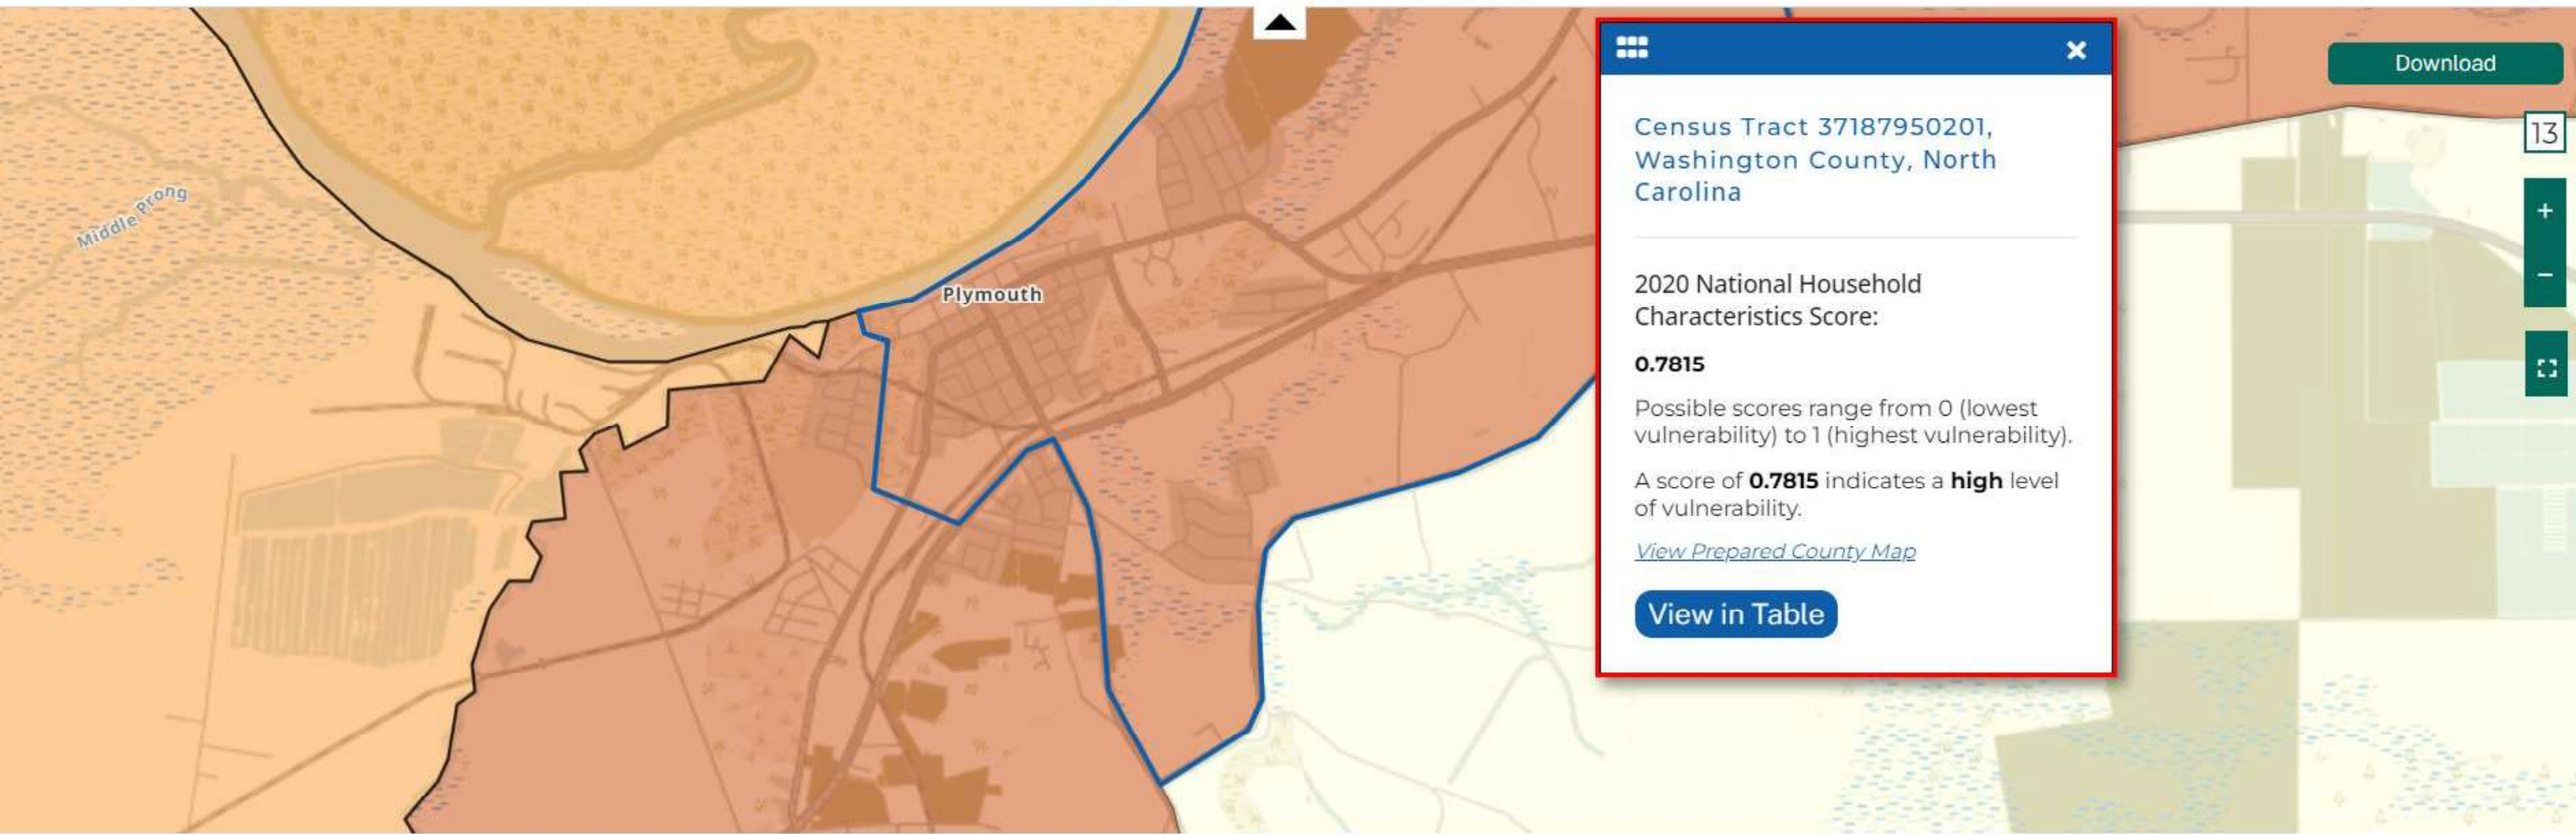 Middle Prong
Plymouth
Census Tract 37187950201,
Washington County, North
Carolina
2020 National Household
Characteristics Score:
0.7815
Possible scores range from 0 (lowest
vulnerability) to 1 (highest vulnerability).
A score of 0.7815 indicates a high level
of vulnerability.
View Prepared County Map
View in Table
Download
13
+
−